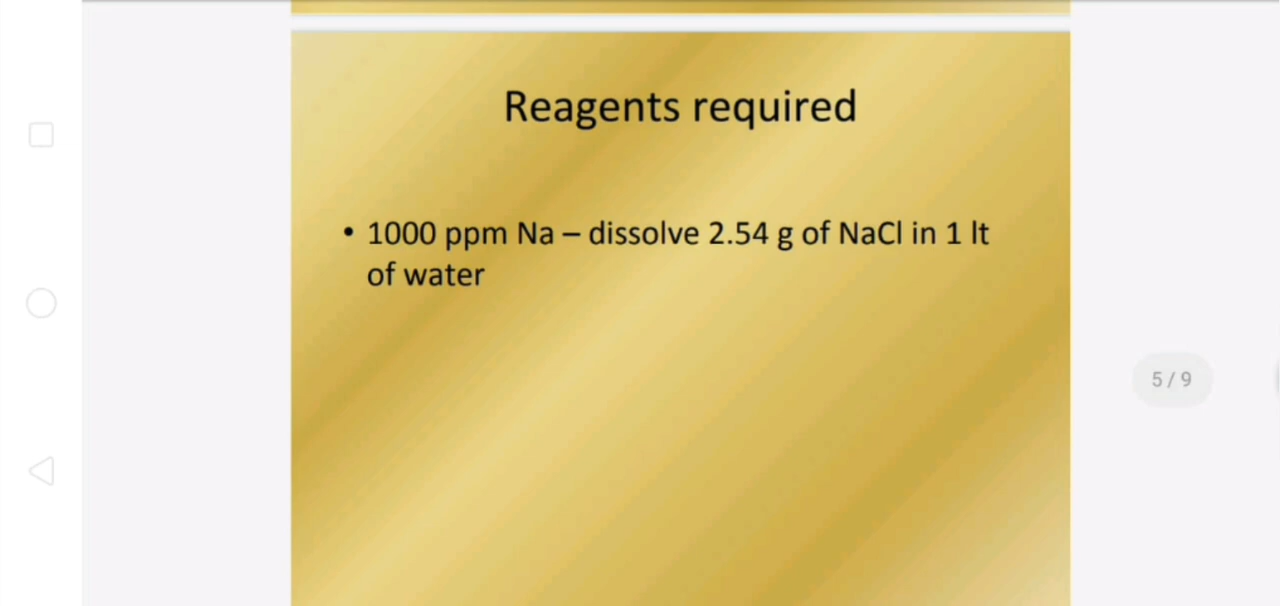 Reagents required
• 1000 ppm Na – dissolve 2.54 g of NaCl in 1 lt
of water
5 / 9